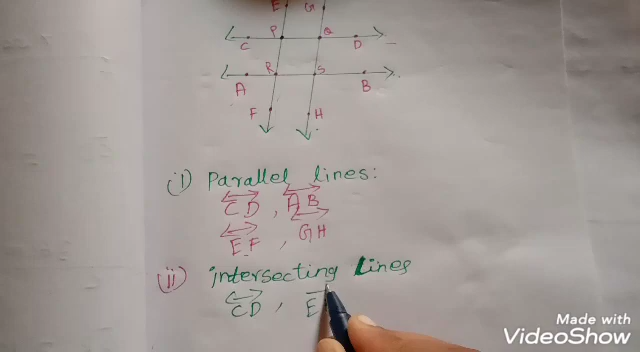 E G
P Q
C D
R S
A B
F H
(i) Parallel lines:
CD, AB
EF, GH
(ii) intersecting Lines
CD, E
Made with
VideoShow